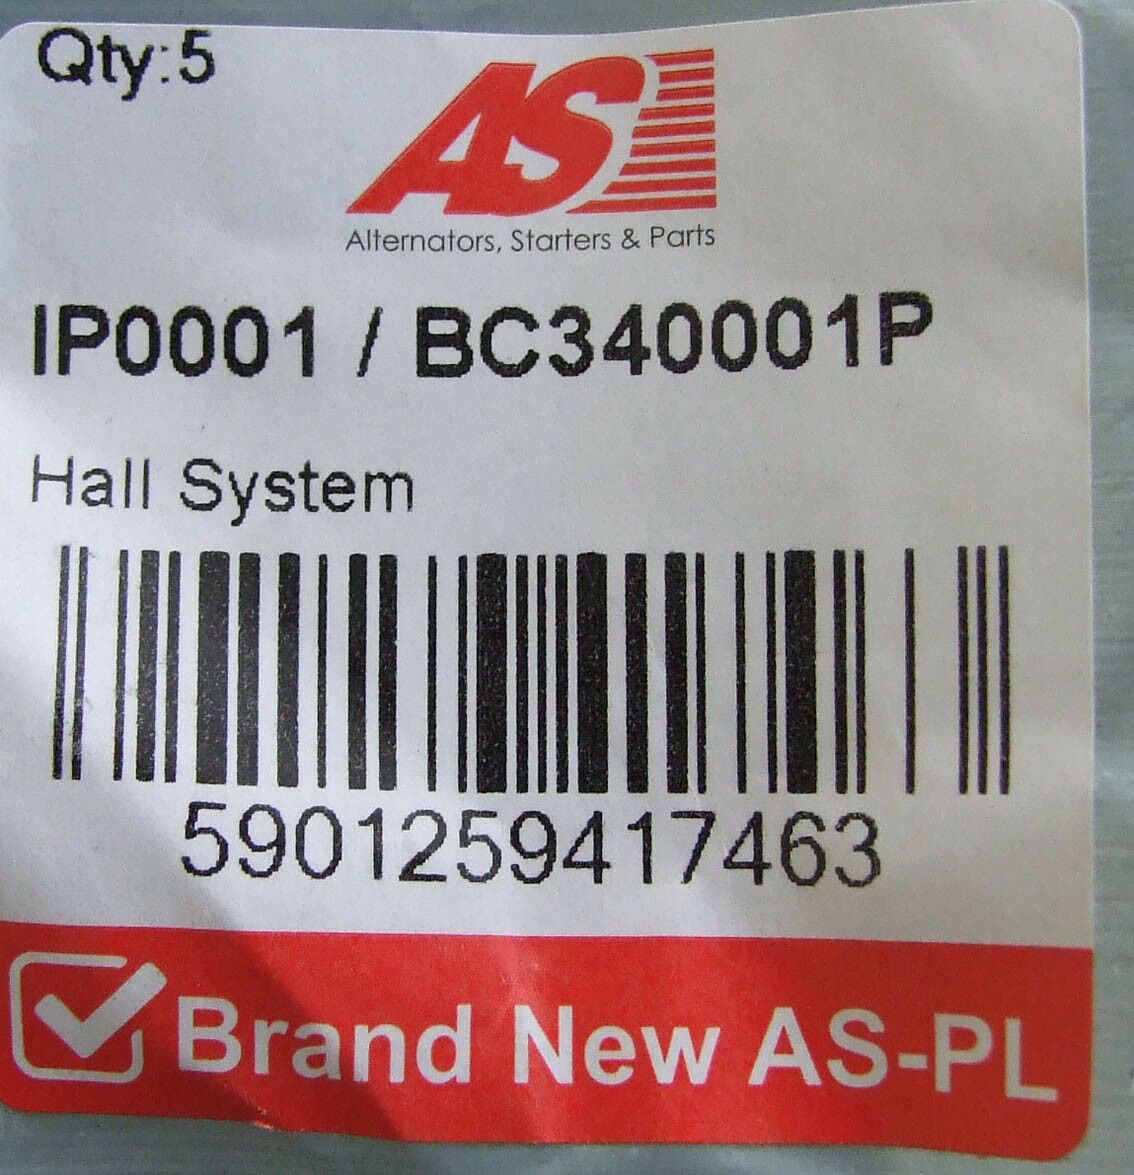 Qty:5
AS
Alternators, Starters & Parts
IP0001 / BC340001P
Hall System
5901259417463
Brand New AS-PL